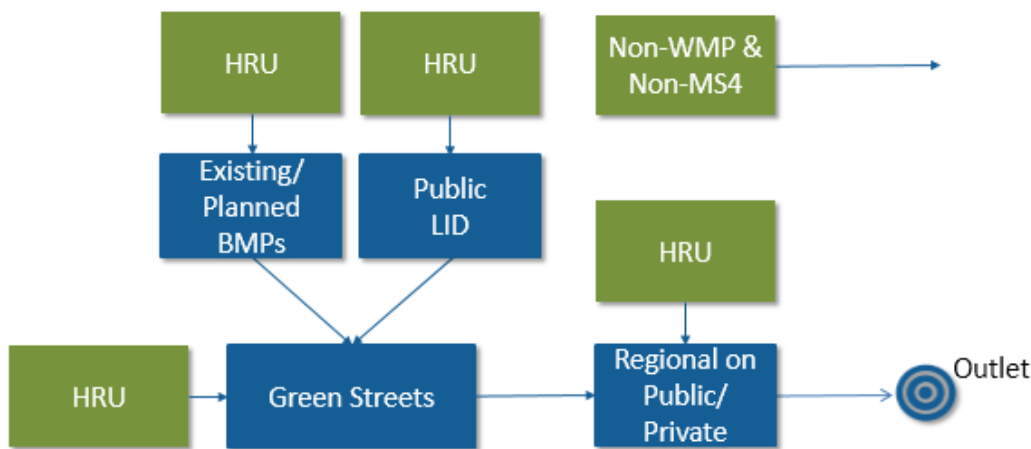 HRU
HRU
Non-WMP &
Non-MS4
Existing/
Planned
BMPs
Public
LID
HRU
HRU
Green Streets
Regional on
Public/
Private
Outlet